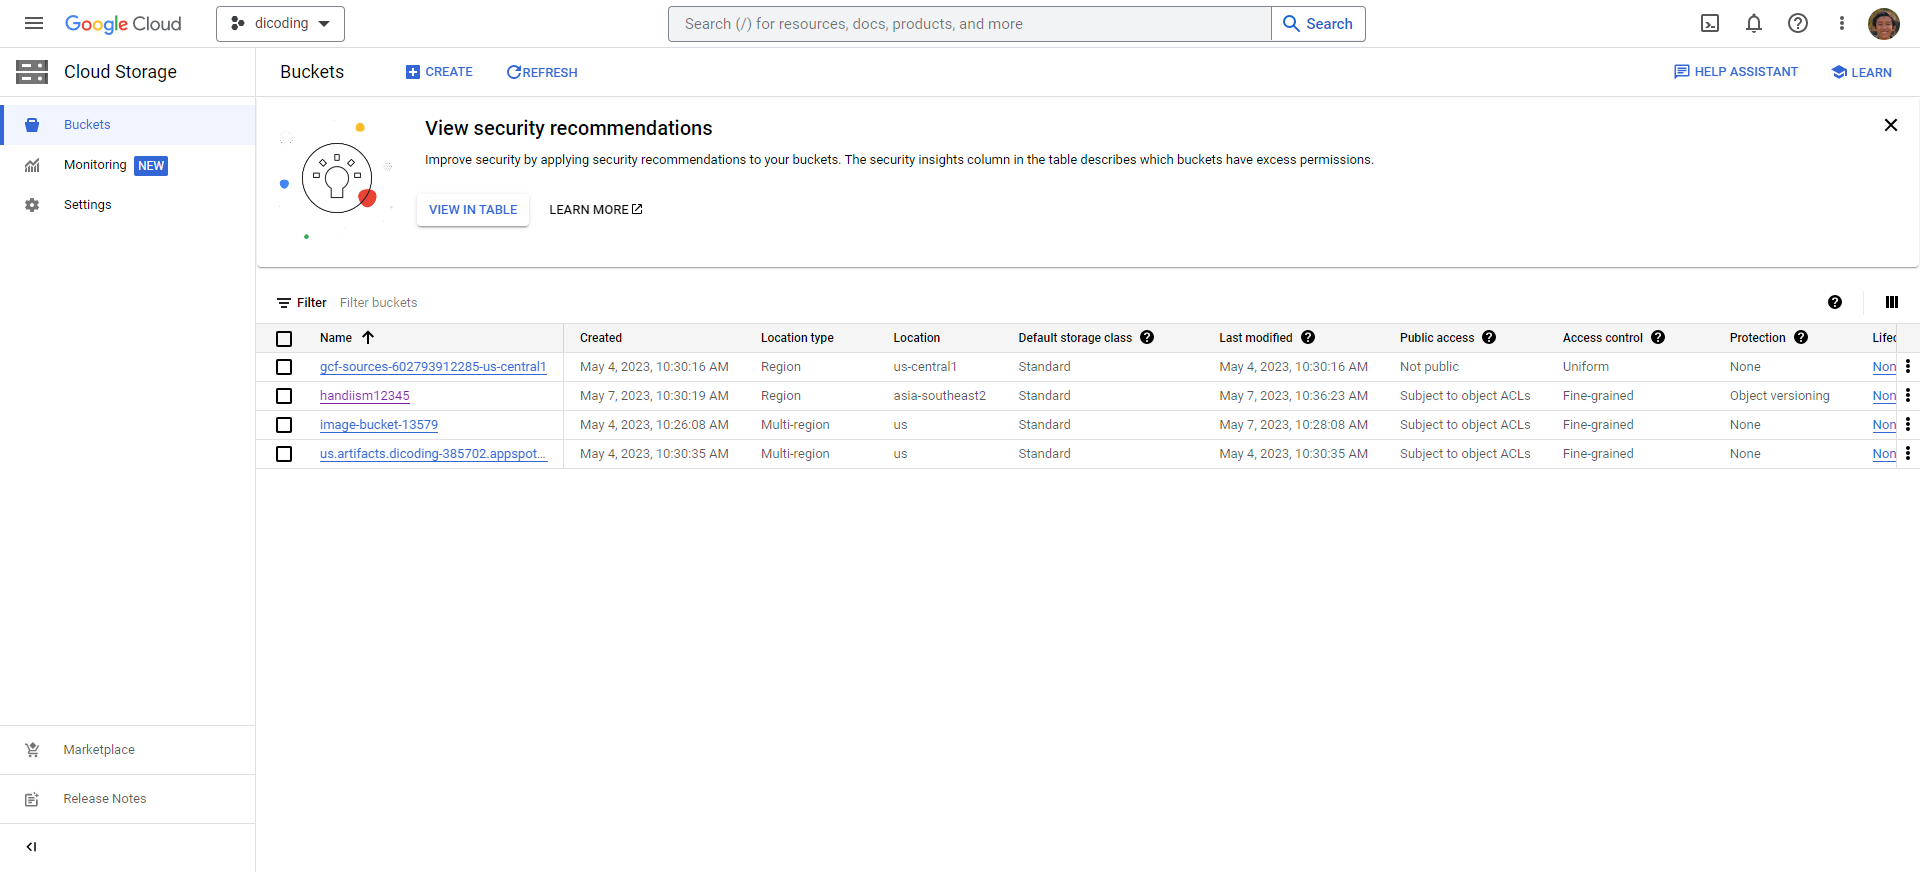 Google Cloud
dicoding
Search (/) for resources, docs, products, and more
Search
Cloud Storage
Buckets
CREATE
REFRESH
HELP ASSISTANT
LEARN
Buckets
Monitoring NEW
Settings
View security recommendations
Improve security by applying security recommendations to your buckets. The security insights column in the table describes which buckets have excess permissions.
VIEW IN TABLE
LEARN MORE
Filter Filter buckets
Name Created Location type Location Default storage class Last modified Public access Access control Protection Lifec
gcf-sources-602793912285-us-central1 May 4, 2023, 10:30:16 AM Region us-central1 Standard May 4, 2023, 10:30:16 AM Not public Uniform None Non
handiism12345 May 7, 2023, 10:30:19 AM Region asia-southeast2 Standard May 7, 2023, 10:36:23 AM Subject to object ACLs Fine-grained Object versioning Non
image-bucket-13579 May 4, 2023, 10:26:08 AM Multi-region us Standard May 7, 2023, 10:28:08 AM Subject to object ACLs Fine-grained None Non
us.artifacts.dicoding-385702.appspot... May 4, 2023, 10:30:35 AM Multi-region us Standard May 4, 2023, 10:30:35 AM Subject to object ACLs Fine-grained None Non
Marketplace
Release Notes